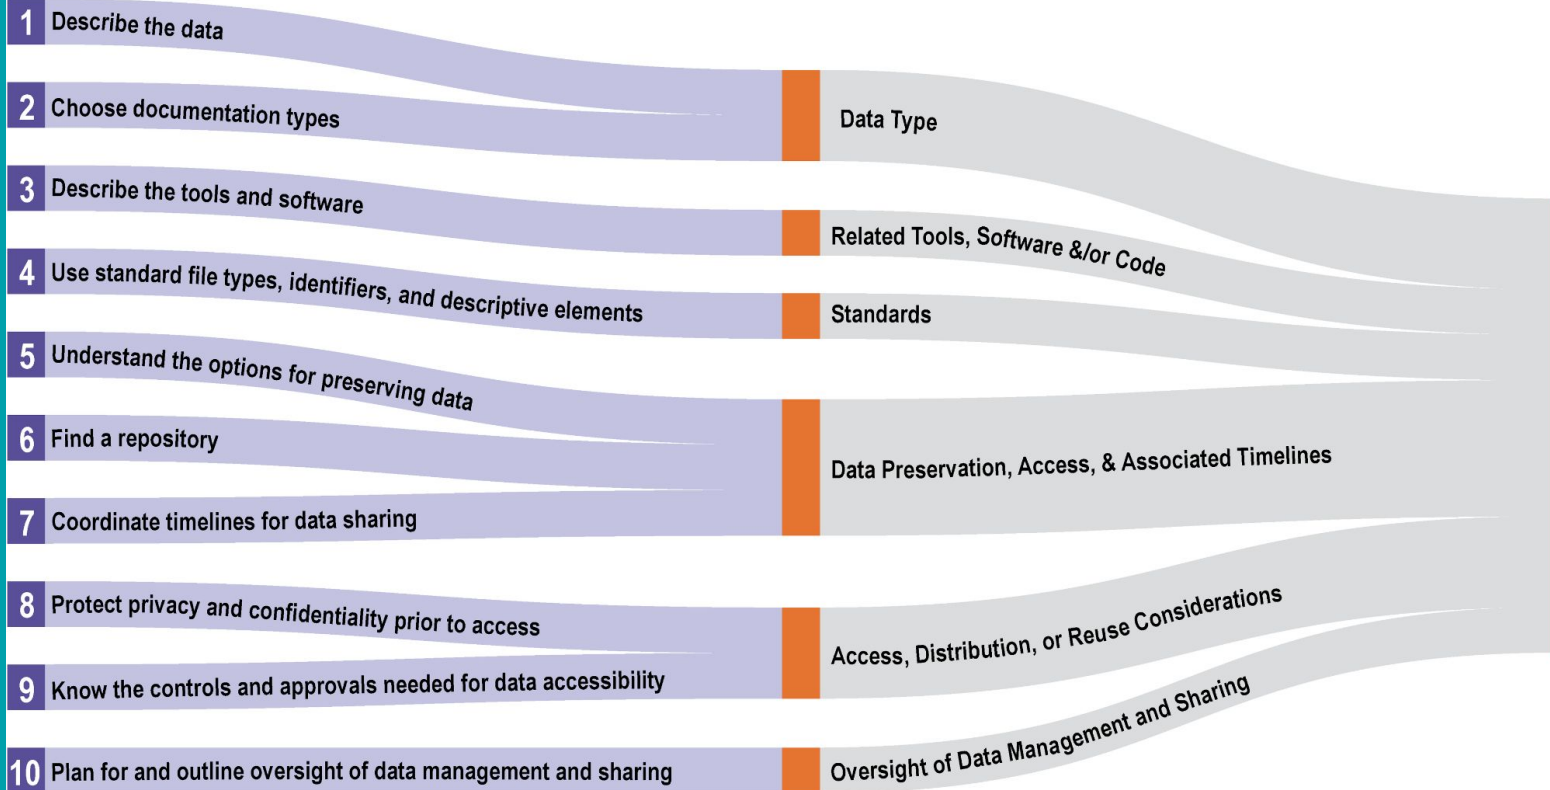 1 Describe the data
2 Choose documentation types
3 Describe the tools and software
4 Use standard file types, identifiers, and descriptive elements
5 Understand the options for preserving data
6 Find a repository
7 Coordinate timelines for data sharing
8 Protect privacy and confidentiality prior to access
9 Know the controls and approvals needed for data accessibility
10 Plan for and outline oversight of data management and sharing
Data Type
Related Tools, Software &/or Code
Standards
Data Preservation, Access, & Associated Timelines
Access, Distribution, or Reuse Considerations
Oversight of Data Management and Sharing